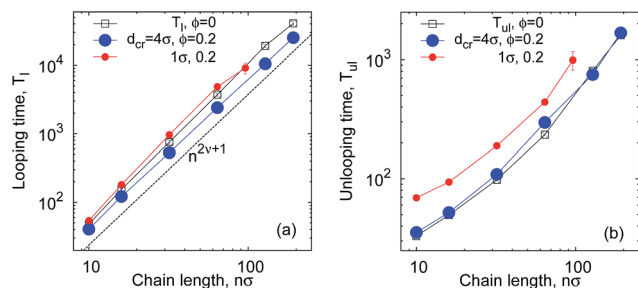 T_l, ϕ=0
d_cr=4σ, ϕ=0.2
1σ, 0.2
10^4
10^3
10^2
Looping time, T_l
n^{2ν+1}
(a)
10
100
Chain length, nσ
T_ul, ϕ=0
d_cr=4σ, ϕ=0.2
1σ, 0.2
10^3
10^2
Unlooping time, T_ul
(b)
10
100
Chain length, nσ